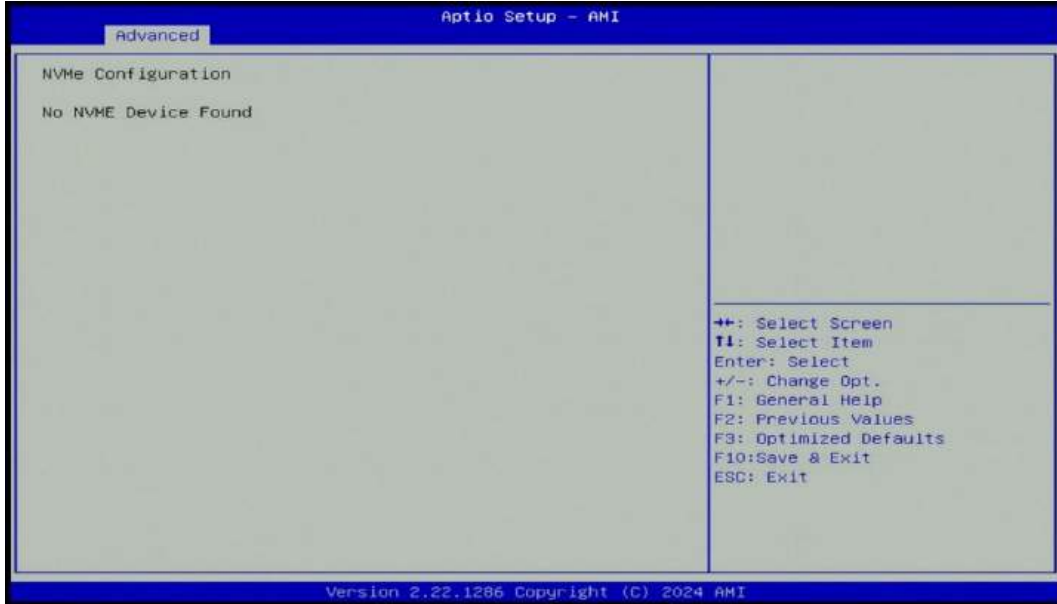 Aptio Setup - AMI
Advanced
NVMe Configuration
No NVME Device Found
→←: Select Screen
↑↓: Select Item
Enter: Select
+/-: Change Opt.
F1: General Help
F2: Previous Values
F3: Optimized Defaults
F10:Save & Exit
ESC: Exit
Version 2.22.1286 Copyright (C) 2024 AMI